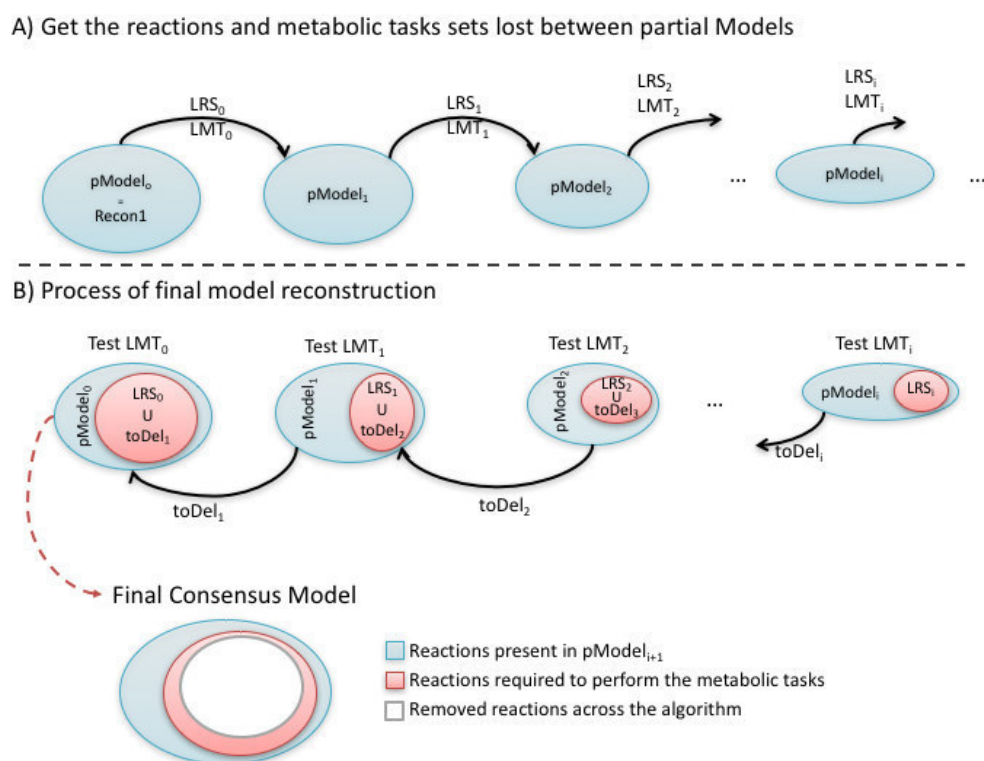 A) Get the reactions and metabolic tasks sets lost between partial Models
LRS₀
LMT₀
LRS₁
LMT₁
LRS₂
LMT₂
LRSᵢ
LMTᵢ
pModelₒ
=
Recon1
pModel₁
pModel₂
...
pModelᵢ
...
B) Process of final model reconstruction
Test LMT₀
Test LMT₁
Test LMT₂
Test LMTᵢ
pModel₀
LRS₀
U
toDel₁
pModel₁
LRS₁
U
toDel₂
pModel₂
LRS₂
U
toDel₃
...
pModelᵢ
LRSᵢ
toDel₁
toDel₂
toDelᵢ
Final Consensus Model
Reactions present in pModelᵢ₊₁
Reactions required to perform the metabolic tasks
Removed reactions across the algorithm